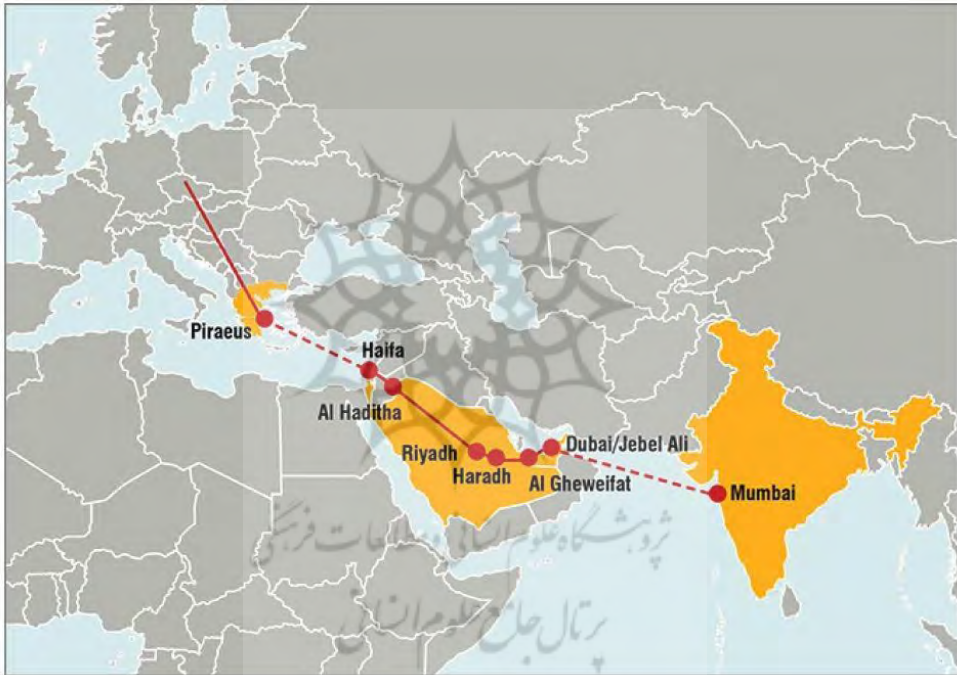 Piraeus
Haifa
Al Haditha
Riyadh
Haradh
Dubai/Jebel Ali
Al Gheweifat
Mumbai
پژوهشگاه علوم انسانی و مطالعات فرهنگی
پرتال جامع علوم انسانی